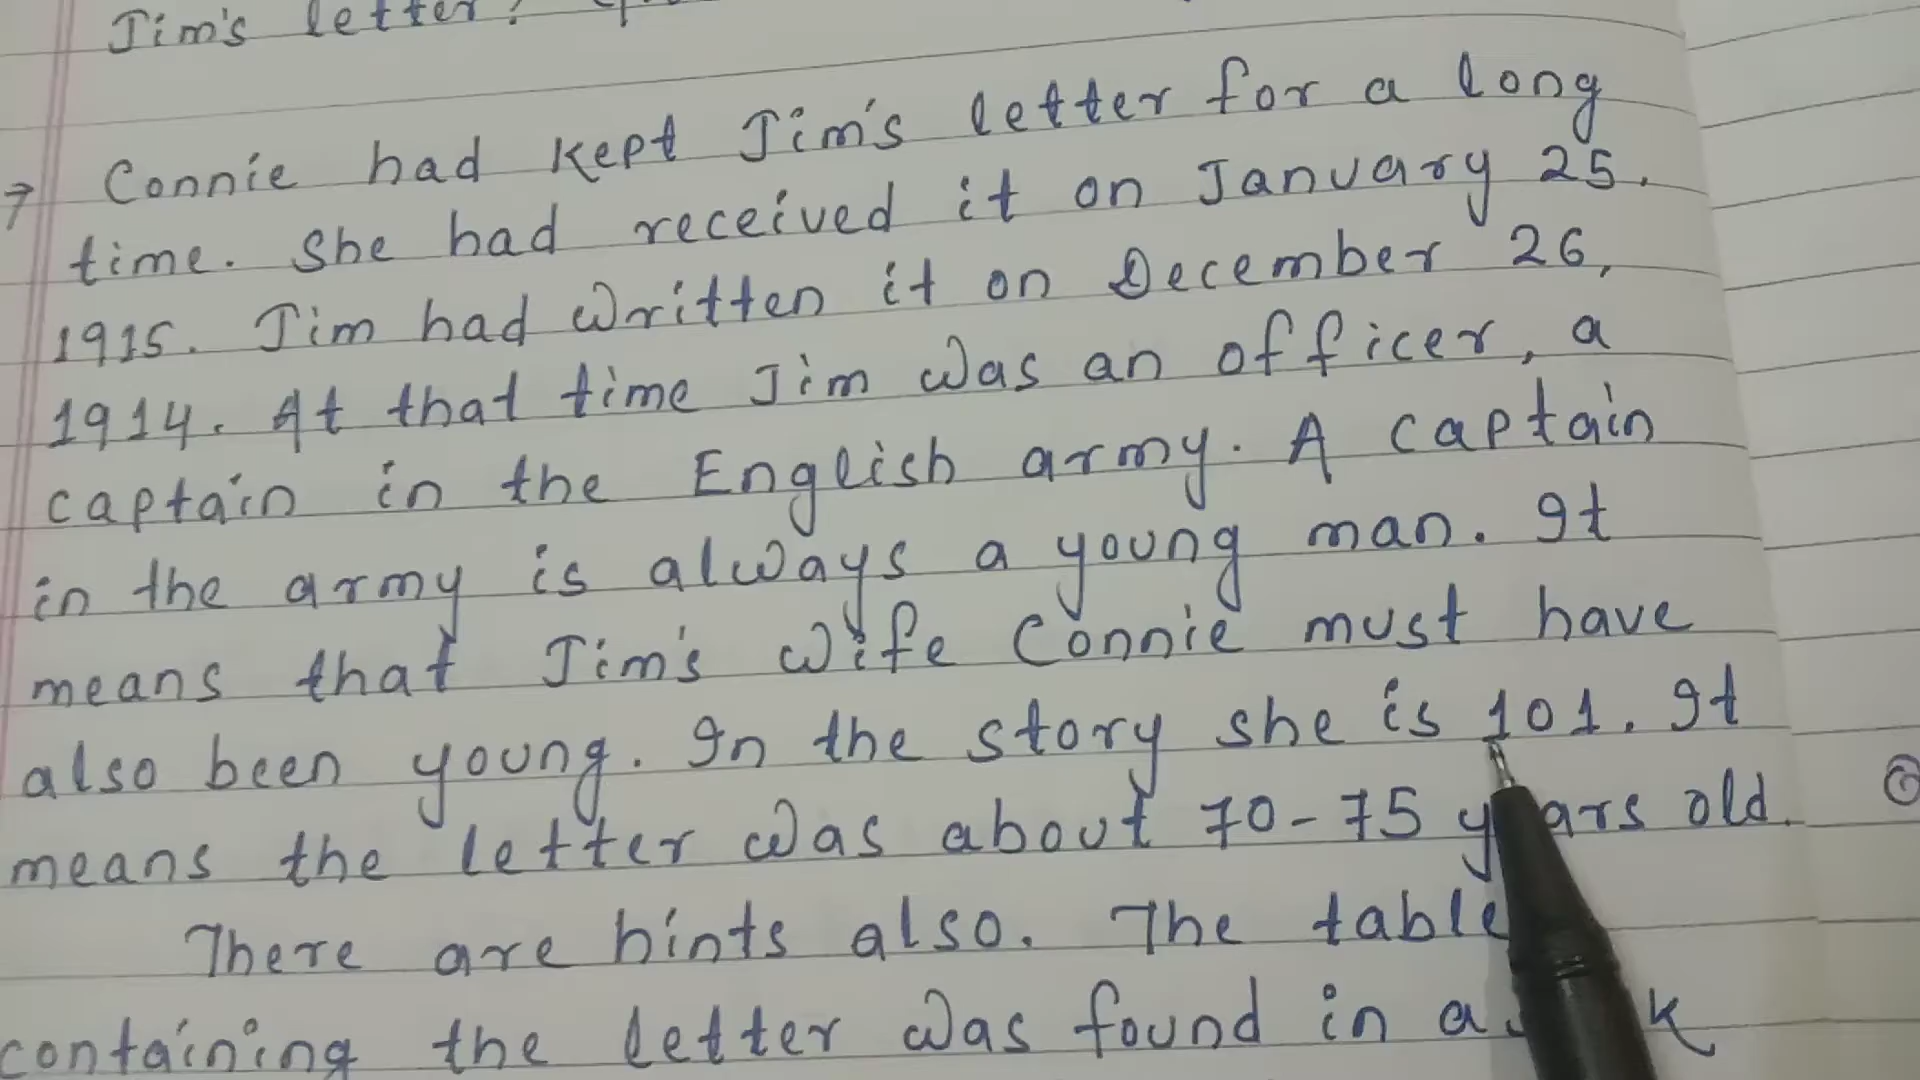 Jim's letter?
Connie had kept Jim's letter for a long
time. She had received it on January 25,
1915. Jim had written it on December 26,
1914. At that time Jim was an officer, a
captain in the English army. A captain
in the army is always a young man. It
means that Jim's wife Connie must have
also been young. In the story she is 101. It
means the letter was about 70-75 years old.
There are hints also. The table
containing the letter was found in a